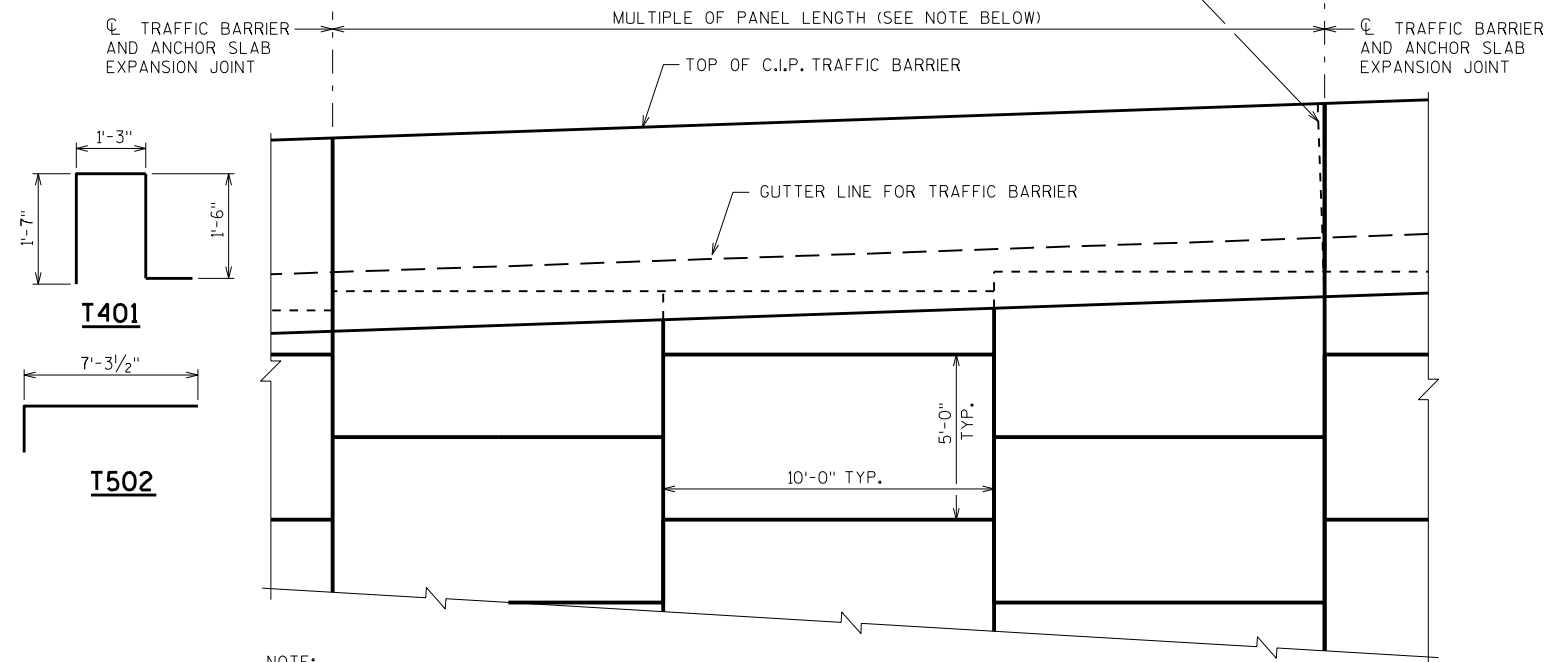 MULTIPLE OF PANEL LENGTH (SEE NOTE BELOW)
℄ TRAFFIC BARRIER
AND ANCHOR SLAB
EXPANSION JOINT
℄ TRAFFIC BARRIER
AND ANCHOR SLAB
EXPANSION JOINT
TOP OF C.I.P. TRAFFIC BARRIER
1'-3"
1'-7"
1'-6"
T401
GUTTER LINE FOR TRAFFIC BARRIER
7'-3 1/2"
T502
5'-0"
TYP.
10'-0" TYP.
NOTE: